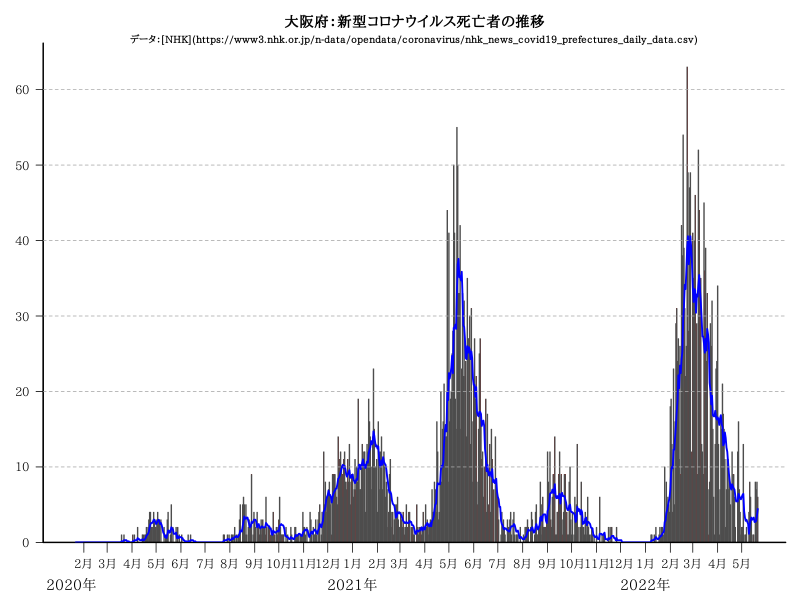 大阪府：新型コロナウイルス死亡者の推移
データ：[NHK](https://www3.nhk.or.jp/n-data/opendata/coronavirus/nhk_news_covid19_prefectures_daily_data.csv)
60
50
40
30
20
10
0
2月 3月 4月 5月 6月 7月 8月 9月 10月 11月 12月 1月 2月 3月 4月 5月 6月 7月 8月 9月 10月 11月 12月 1月 2月 3月 4月 5月
2020年 2021年 2022年